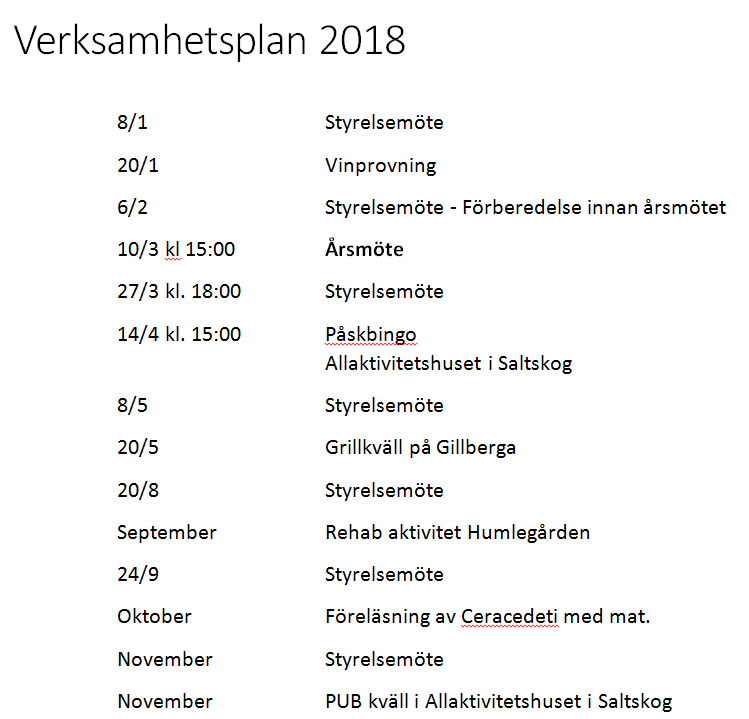 Verksamhetsplan 2018
8/1 Styrelsemöte
20/1 Vinprovning
6/2 Styrelsemöte - Förberedelse innan årsmötet
10/3 kl 15:00 Årsmöte
27/3 kl. 18:00 Styrelsemöte
14/4 kl. 15:00 Påskbingo
Allaktivitetshuset i Saltskog
8/5 Styrelsemöte
20/5 Grillkväll på Gillberga
20/8 Styrelsemöte
September Rehab aktivitet Humlegården
24/9 Styrelsemöte
Oktober Föreläsning av Ceracedeti med mat.
November Styrelsemöte
November PUB kväll i Allaktivitetshuset i Saltskog